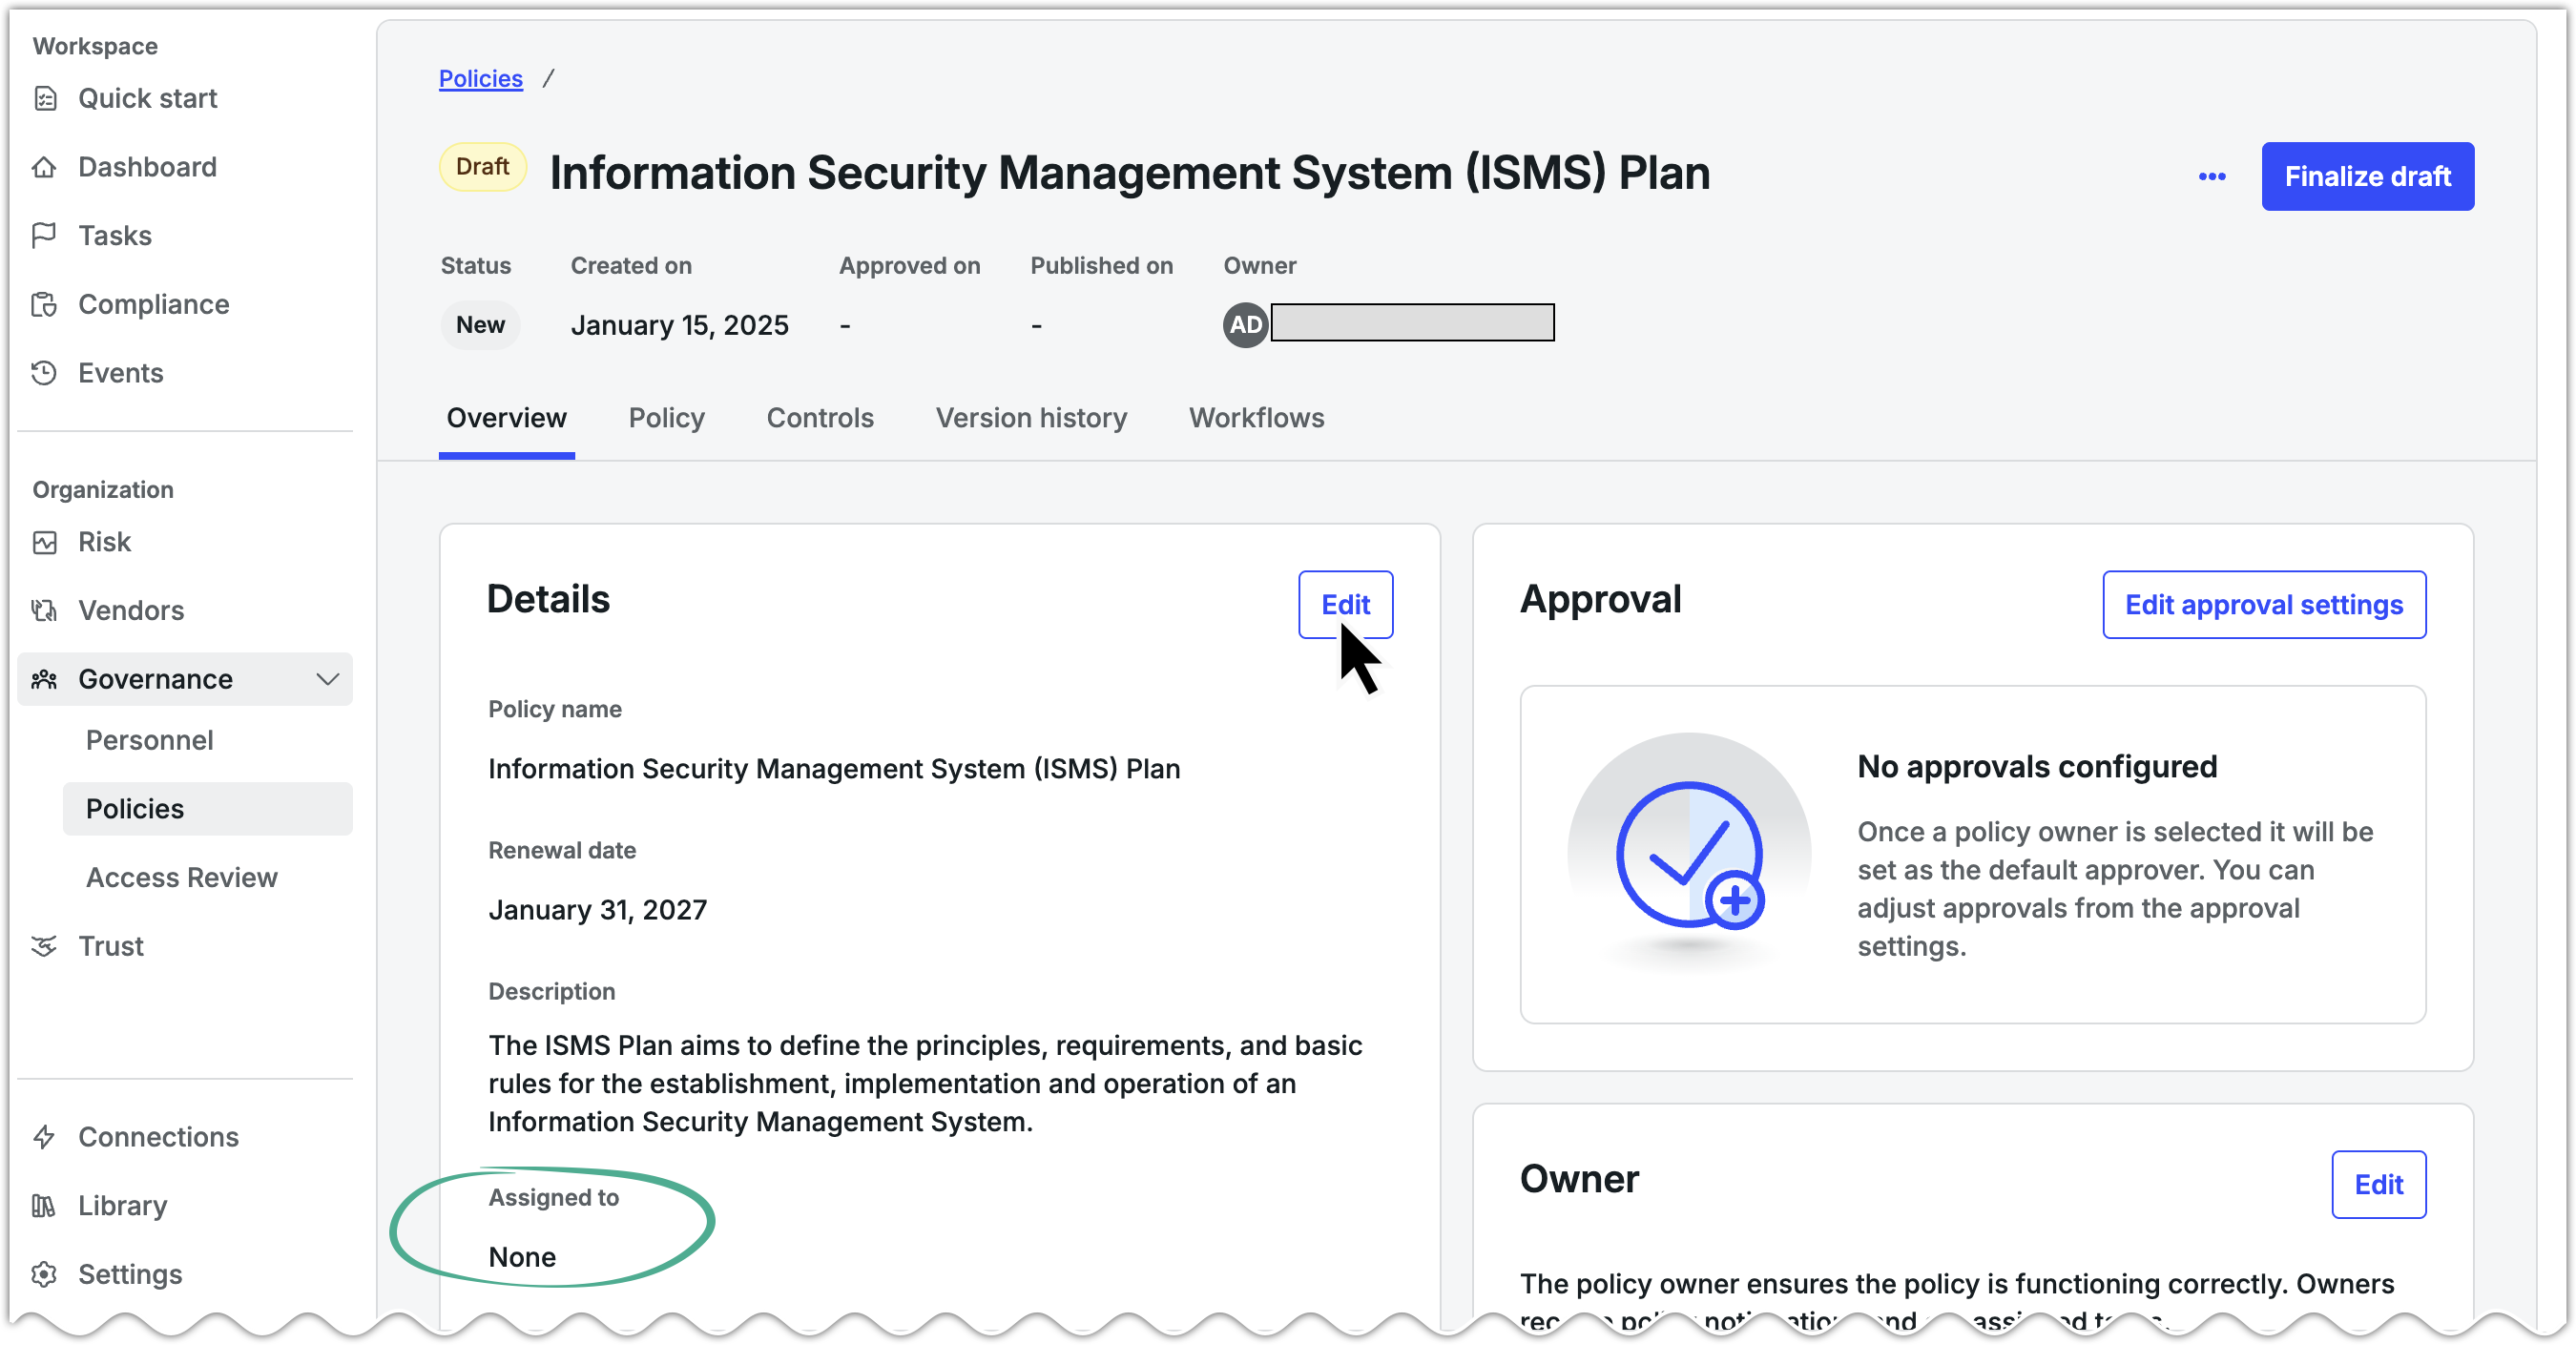 Workspace
Quick start
Dashboard
Tasks
Compliance
Events
Organization
Risk
Vendors
Governance
Personnel
Policies
Access Review
Trust
Connections
Library
Settings
Policies /
Draft Information Security Management System (ISMS) Plan
••• Finalize draft
Status Created on Approved on Published on Owner
New January 15, 2025 - - AD
Overview Policy Controls Version history Workflows
Details Edit
Policy name
Information Security Management System (ISMS) Plan
Renewal date
January 31, 2027
Description
The ISMS Plan aims to define the principles, requirements, and basic
rules for the establishment, implementation and operation of an
Information Security Management System.
Assigned to
None
Approval Edit approval settings
No approvals configured
Once a policy owner is selected it will be
set as the default approver. You can
adjust approvals from the approval
settings.
Owner Edit
The policy owner ensures the policy is functioning correctly. Owners